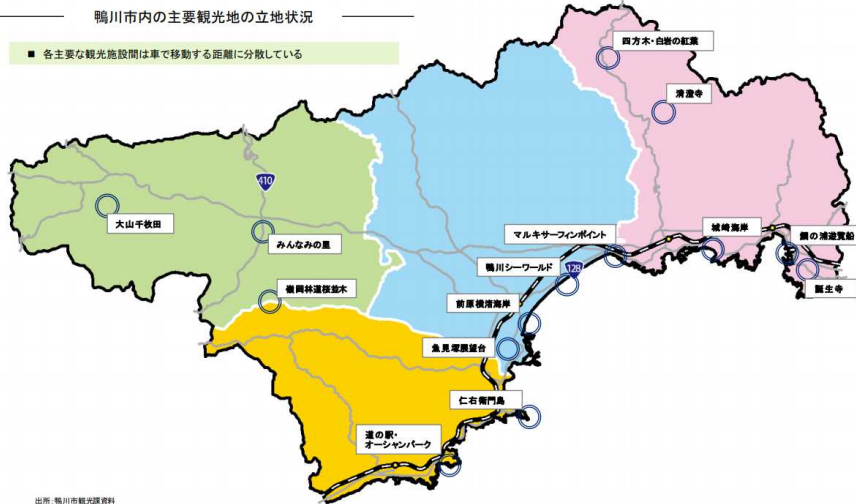 鴨川市内の主要観光地の立地状況
■ 各主要な観光施設間は車で移動する距離に分散している
四方木・白岩の紅葉
清澄寺
410
大山千枚田
みんなみの里
マルキサーフィンポイント
城崎海岸
鯛の浦遊覧船
鴨川シーワールド
128
誕生寺
嶺岡林道桜並木
前原横渚海岸
魚見塚展望台
仁右衛門島
道の駅・
オーシャンパーク
出所:鴨川市観光課資料